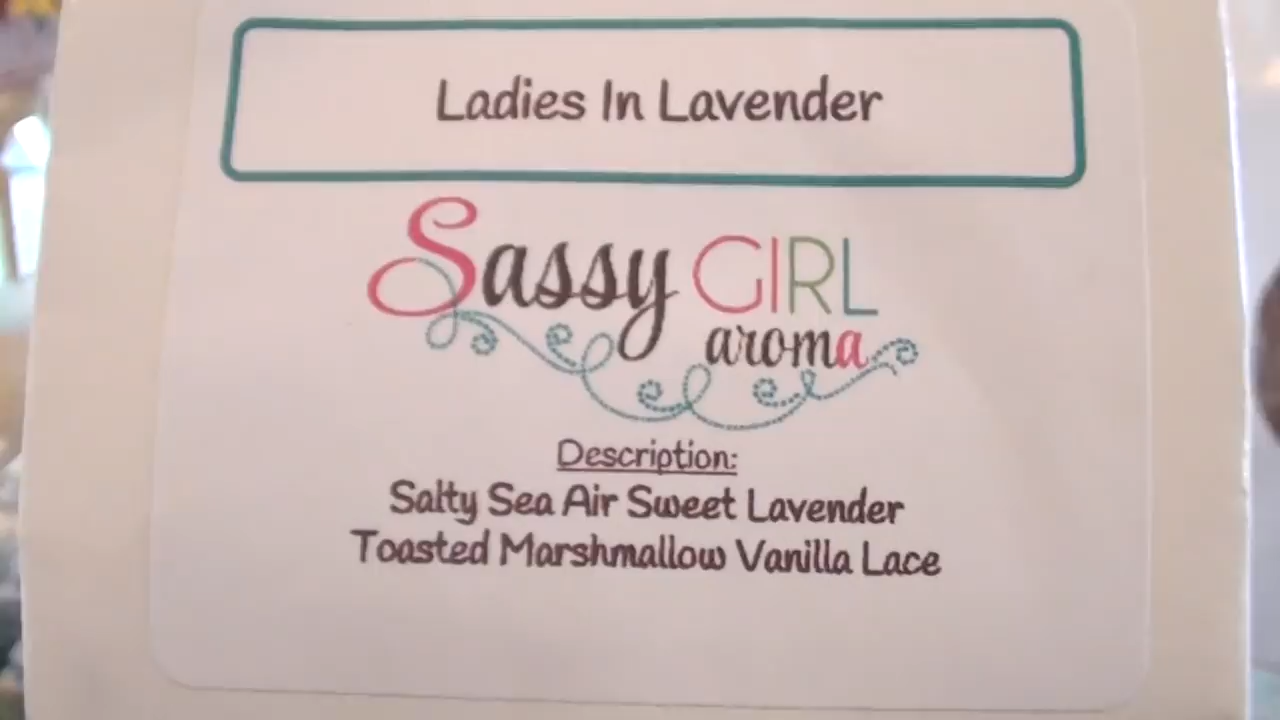 Ladies In Lavender
Sassy GIRL
aroma
Description:
Salty Sea Air Sweet Lavender
Toasted Marshmallow Vanilla Lace